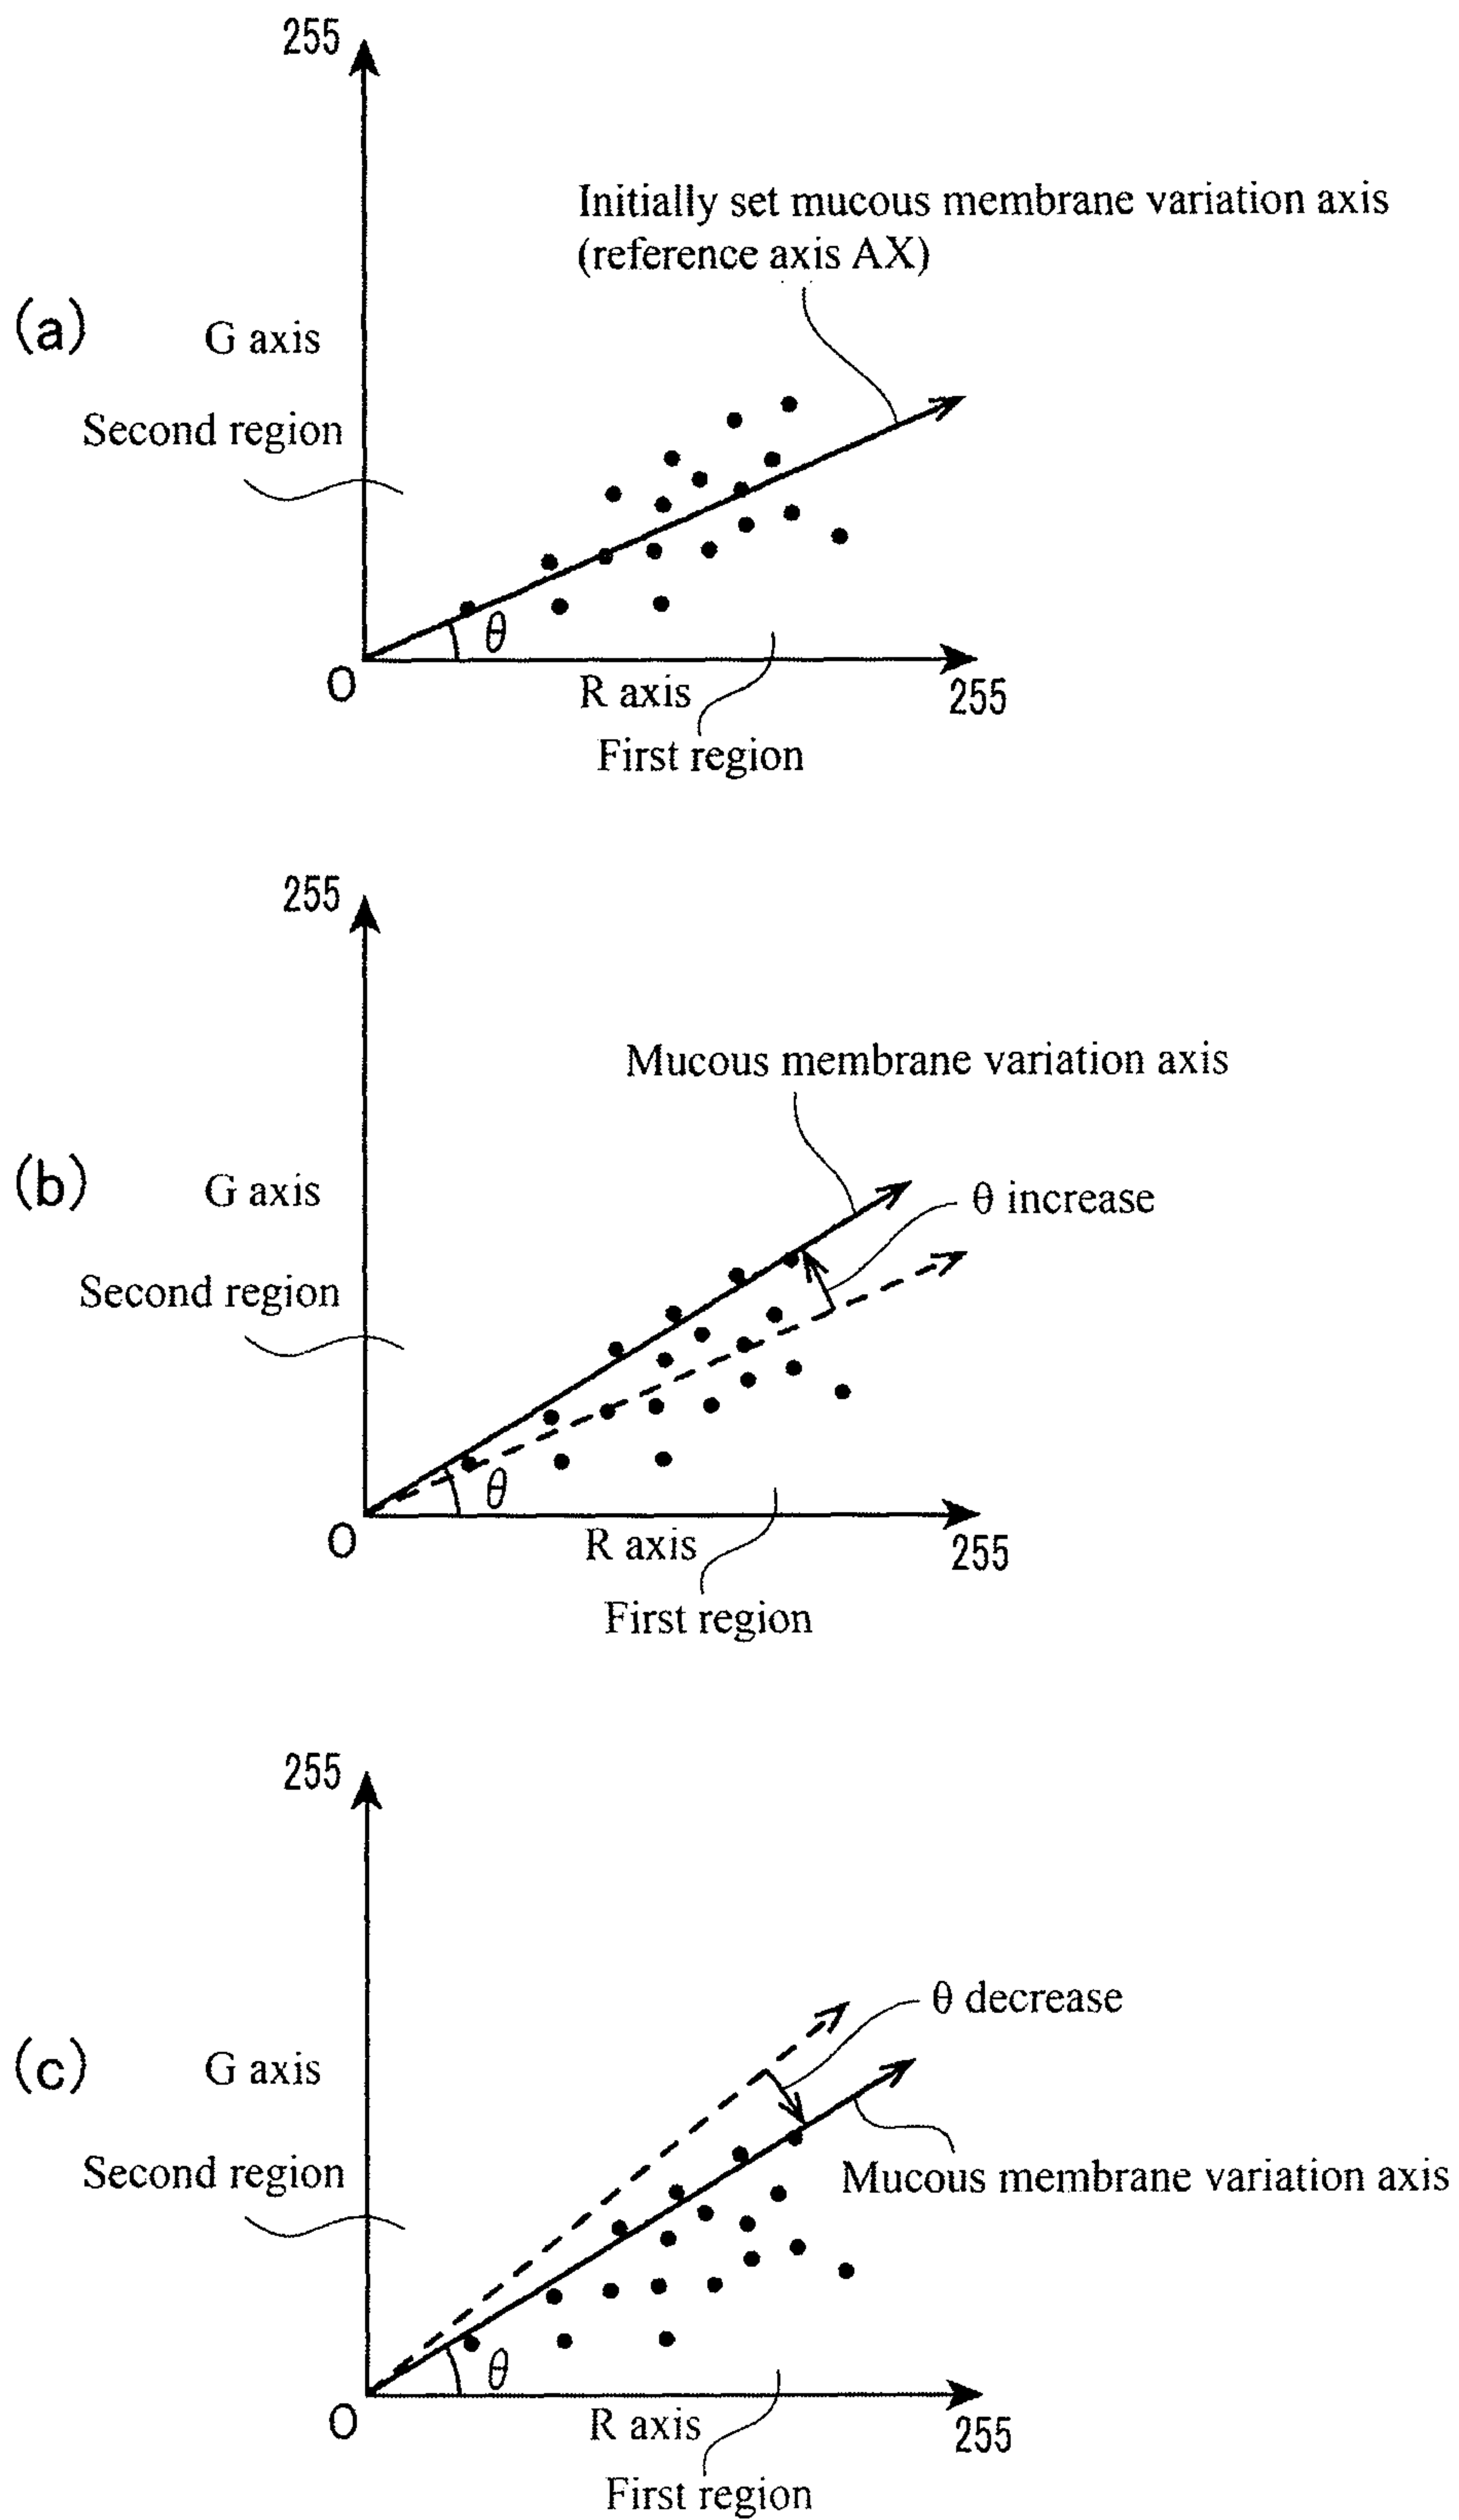 255
Initially set mucous membrane variation axis
(reference axis AX)
(a)
G axis
Second region
θ
O
R axis
255
First region
255
Mucous membrane variation axis
(b)
G axis
θ increase
Second region
θ
O
R axis
255
First region
255
θ decrease
(c)
G axis
Second region
Mucous membrane variation axis
θ
O
R axis
255
First region